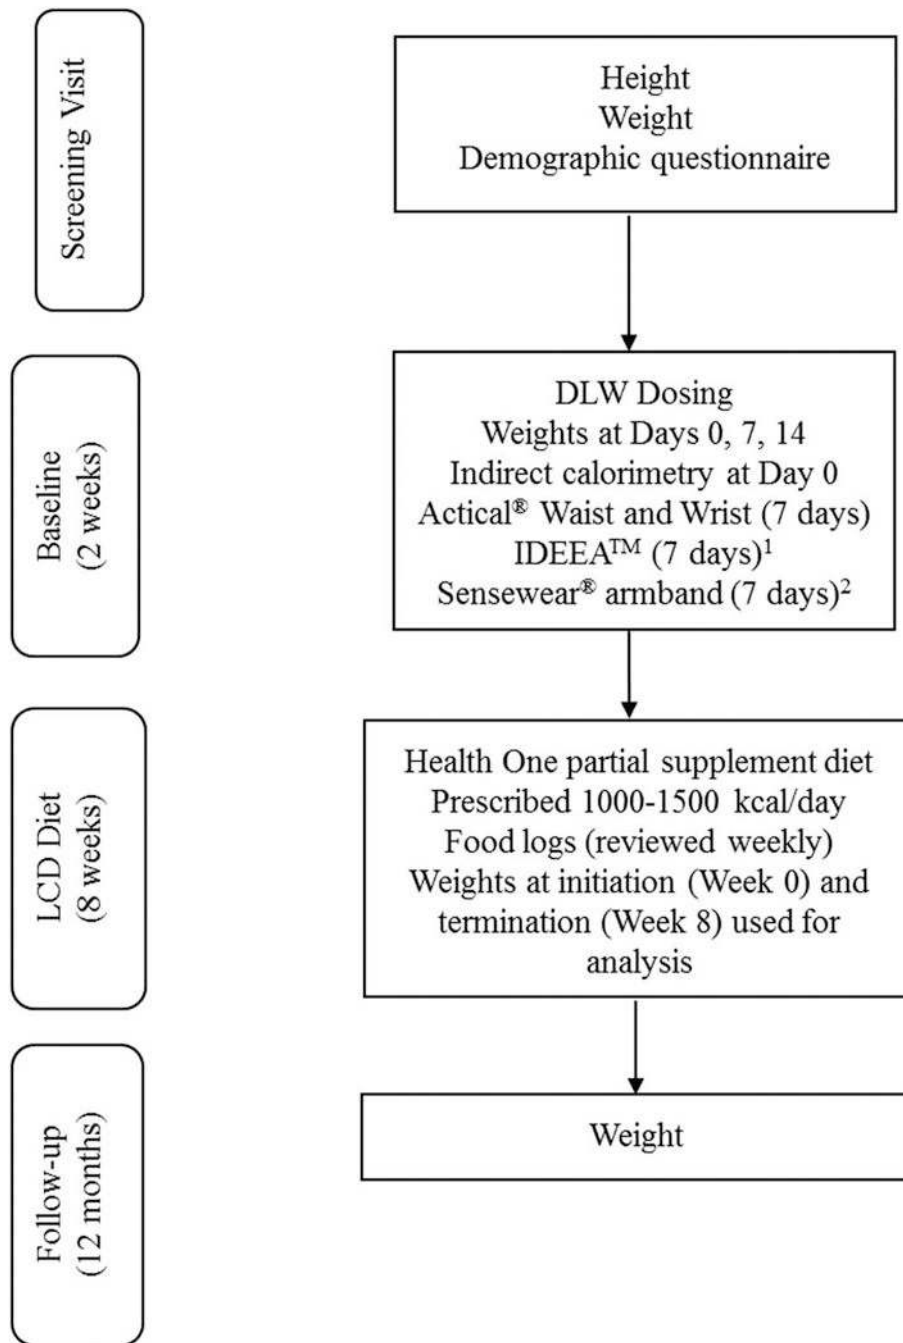 Screening Visit
Height
Weight
Demographic questionnaire
Baseline
(2 weeks)
DLW Dosing
Weights at Days 0, 7, 14
Indirect calorimetry at Day 0
Actical® Waist and Wrist (7 days)
IDEEA™ (7 days)¹
Sensewear® armband (7 days)²
LCD Diet
(8 weeks)
Health One partial supplement diet
Prescribed 1000-1500 kcal/day
Food logs (reviewed weekly)
Weights at initiation (Week 0) and
termination (Week 8) used for
analysis
Follow-up
(12 months)
Weight